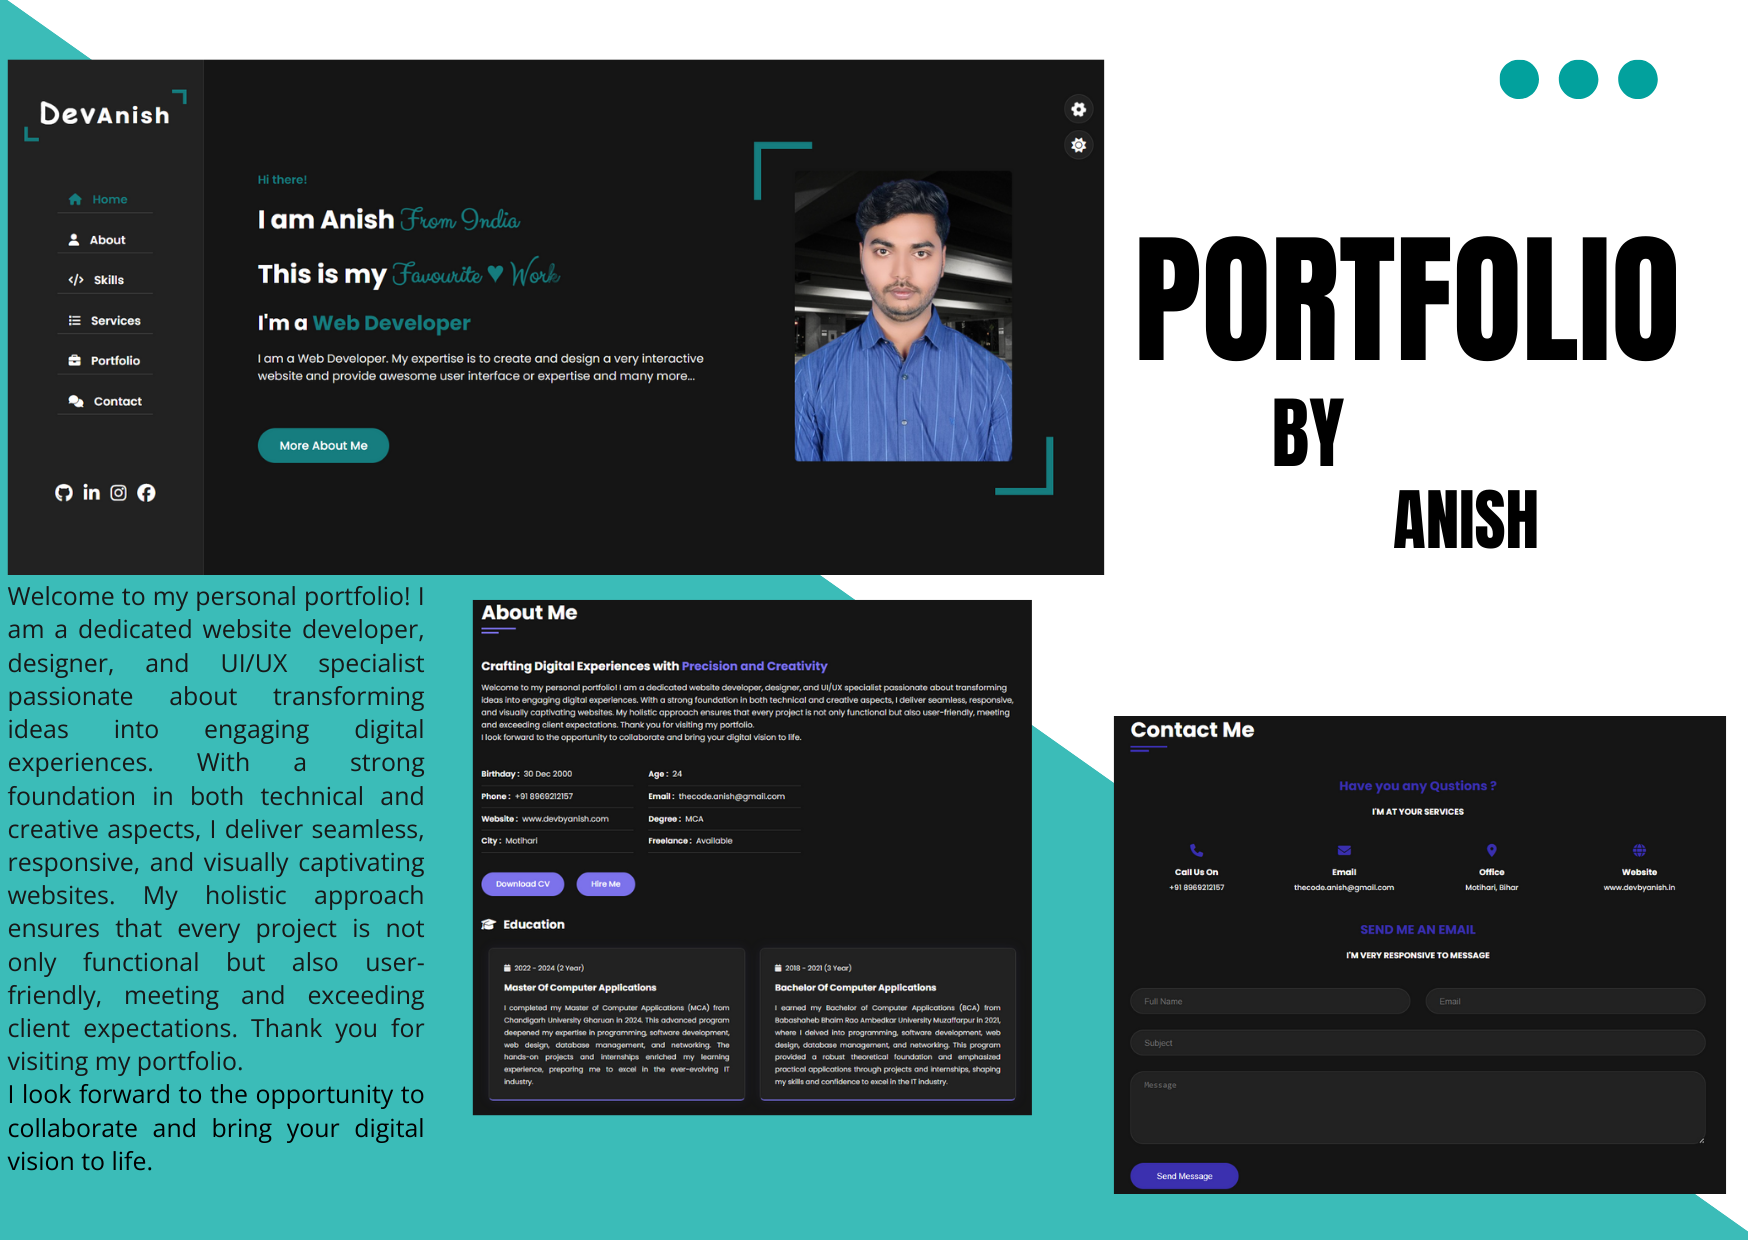 DevAnish
Home
About
Skills
Services
Portfolio
Contact
Hi there!
I am Anish From India
This is my Favourite ♥ Work
I'm a Web Developer
I am a Web Developer. My expertise is to create and design a very interactive
website and provide awesome user interface or expertise and many more...
More About Me
PORTFOLIO
BY
ANISH
Welcome to my personal portfolio! I
am a dedicated website developer,
designer, and UI/UX specialist
passionate about transforming
ideas into engaging digital
experiences. With a strong
foundation in both technical and
creative aspects, I deliver seamless,
responsive, and visually captivating
websites. My holistic approach
ensures that every project is not
only functional but also user-
friendly, meeting and exceeding
client expectations. Thank you for
visiting my portfolio.
I look forward to the opportunity to
collaborate and bring your digital
vision to life.
About Me
Crafting Digital Experiences with Precision and Creativity
Welcome to my personal portfolio! I am a dedicated website developer, designer, and UI/UX specialist passionate about transforming
ideas into engaging digital experiences. With a strong foundation in both technical and creative aspects, I deliver seamless, responsive,
and visually captivating websites. My holistic approach ensures that every project is not only functional but also user-friendly, meeting
and exceeding client expectations. Thank you for visiting my portfolio.
I look forward to the opportunity to collaborate and bring your digital vision to life.
Birthday : 30 Dec 2000
Age : 24
Phone : +91 8969212157
Email : thecode.anish@gmail.com
Website : www.devbyanish.com
Degree : MCA
City : Motihari
Freelance : Available
Download CV
Hire Me
Education
2022 - 2024 (2 Year)
Master Of Computer Applications
I completed my Master of Computer Applications (MCA) from
Chandigarh University Gharuan in 2024. This advanced program
deepened my expertise in programming, software development,
web design, database management, and networking. The
hands-on projects and internships enriched my learning
experience, preparing me to excel in the ever-evolving IT
industry.
2018 - 2021 (3 Year)
Bachelor Of Computer Applications
I earned my Bachelor of Computer Applications (BCA) from
Babashaheb Bhaim Rao Ambedkar University Muzaffarpur in 2021,
where I delved into programming, software development, web
design, database management, and networking. This program
provided a robust theoretical foundation and emphasized
practical applications through projects and internships, shaping
my skills and confidence to excel in the IT industry.
Contact Me
Have you any Qustions ?
I'M AT YOUR SERVICES
Call Us On
+91 8969212157
Email
thecode.anish@gmail.com
Office
Motihari, Bihar
Website
www.devbyanish.in
SEND ME AN EMAIL
I'M VERY RESPONSIVE TO MESSAGE
Full Name
Email
Subject
Message
Send Message